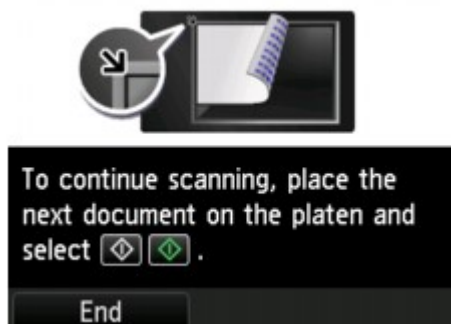 To continue scanning, place the
next document on the platen and
select .
End